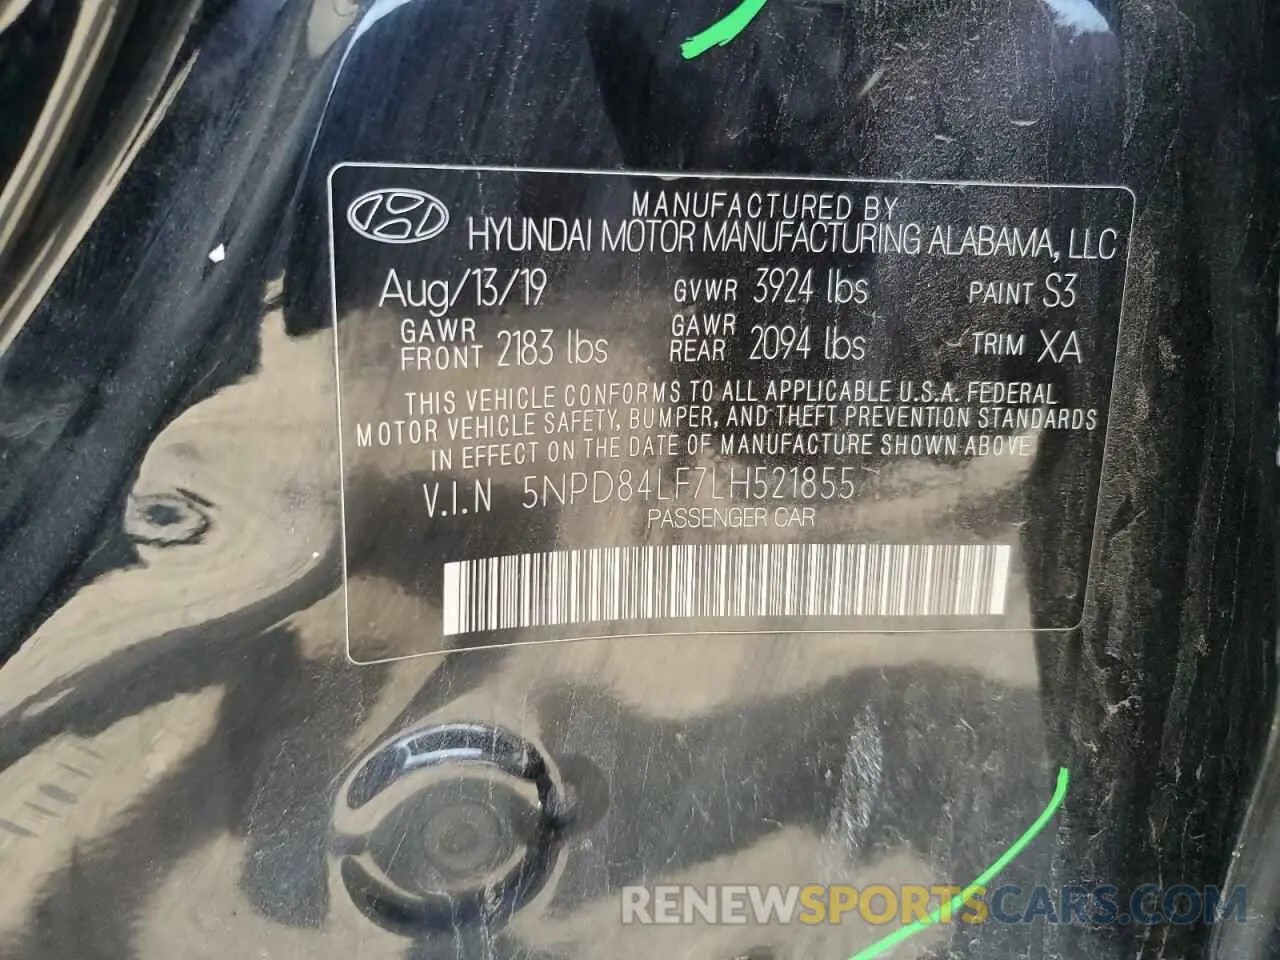 MANUFACTURED BY
HYUNDAI MOTOR MANUFACTURING ALABAMA, LLC
Aug/13/19 GVWR 3924 lbs PAINT S3
GAWR FRONT 2183 lbs GAWR REAR 2094 lbs TRIM XA
THIS VEHICLE CONFORMS TO ALL APPLICABLE U.S.A. FEDERAL
MOTOR VEHICLE SAFETY, BUMPER, AND THEFT PREVENTION STANDARDS
IN EFFECT ON THE DATE OF MANUFACTURE SHOWN ABOVE
V.I.N 5NPD84LF7LH521855
PASSENGER CAR
RENEWSPORTSCARS.COM